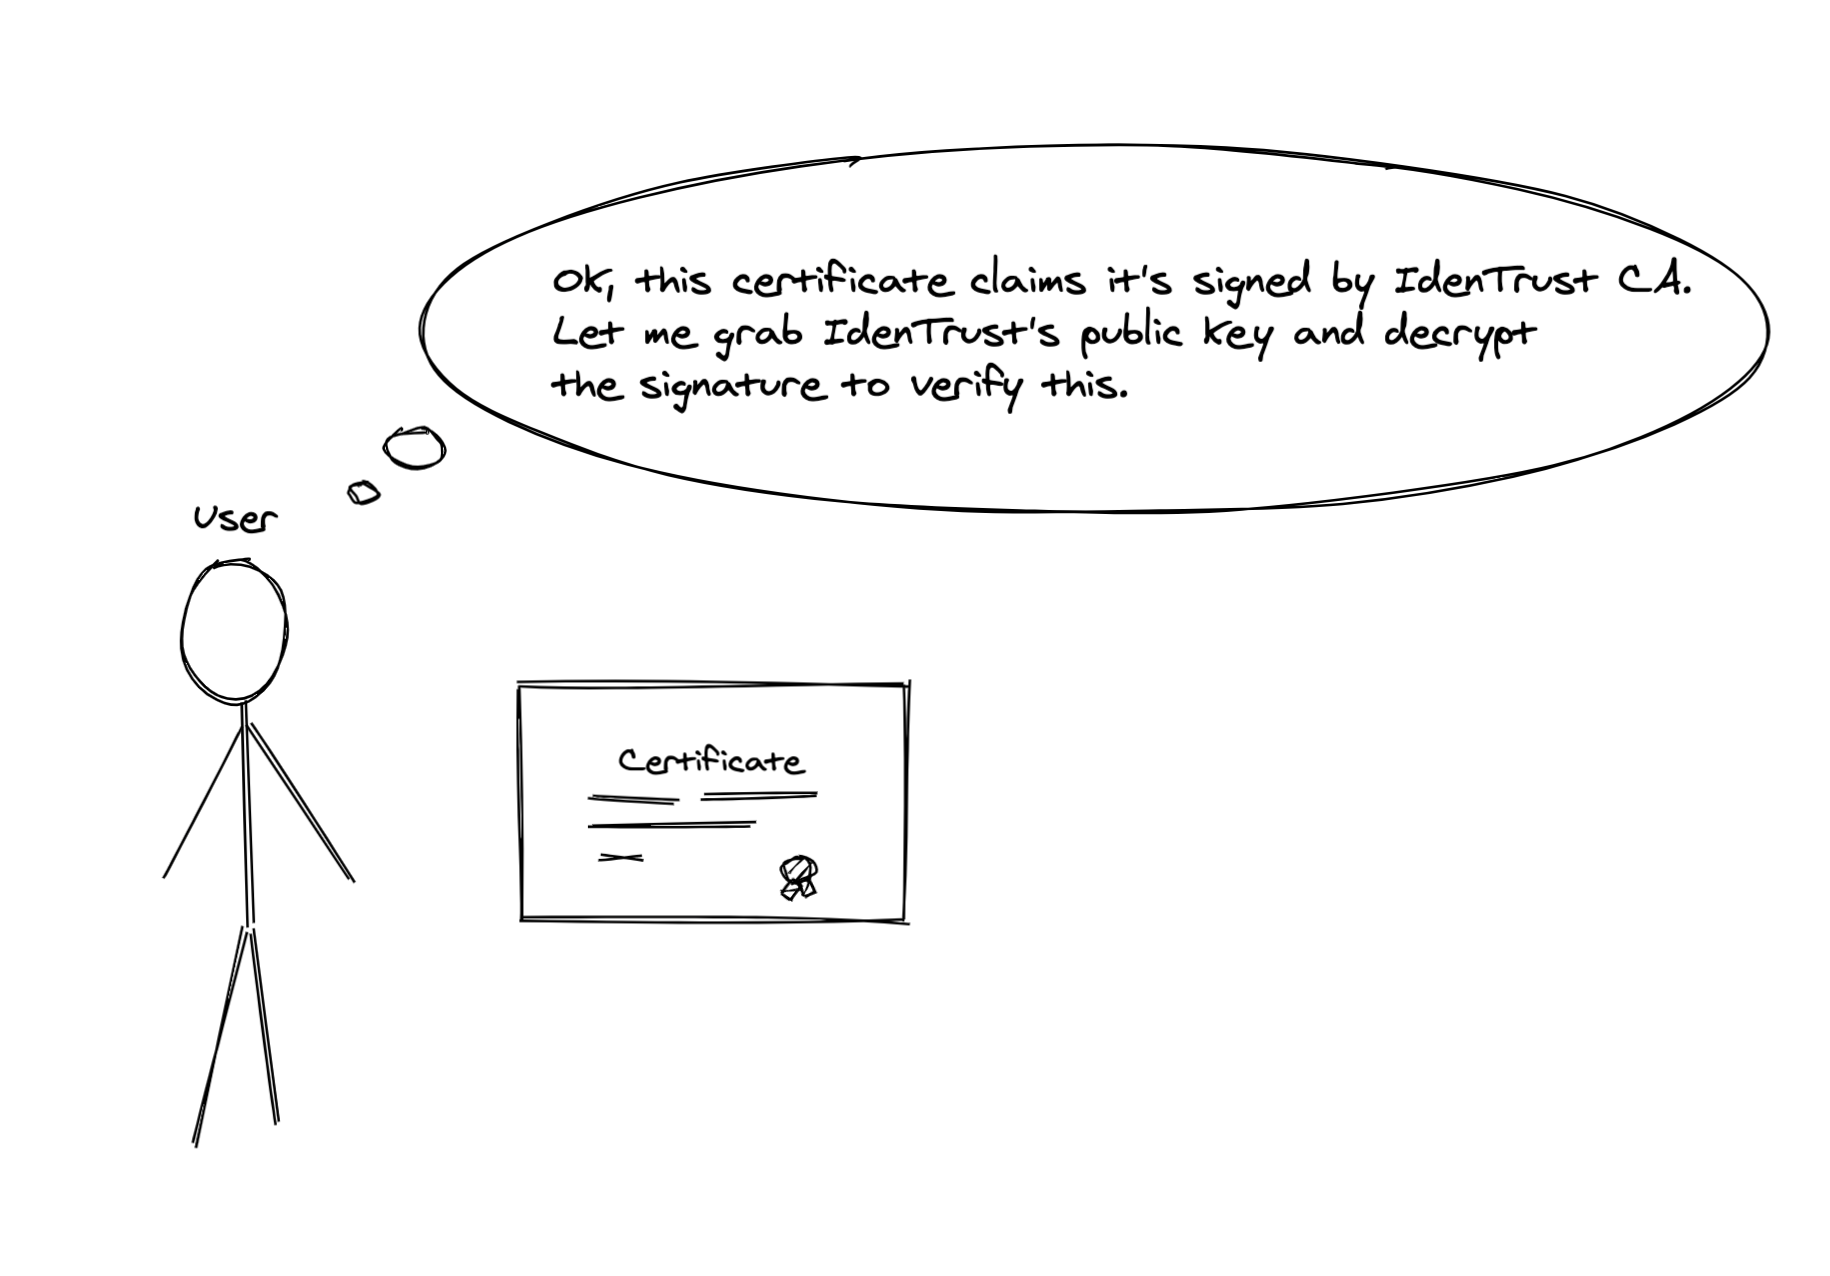 OK, this certificate claims it's signed by IdenTrust CA.
Let me grab IdenTrust's public key and decrypt
the signature to verify this.
User
Certificate